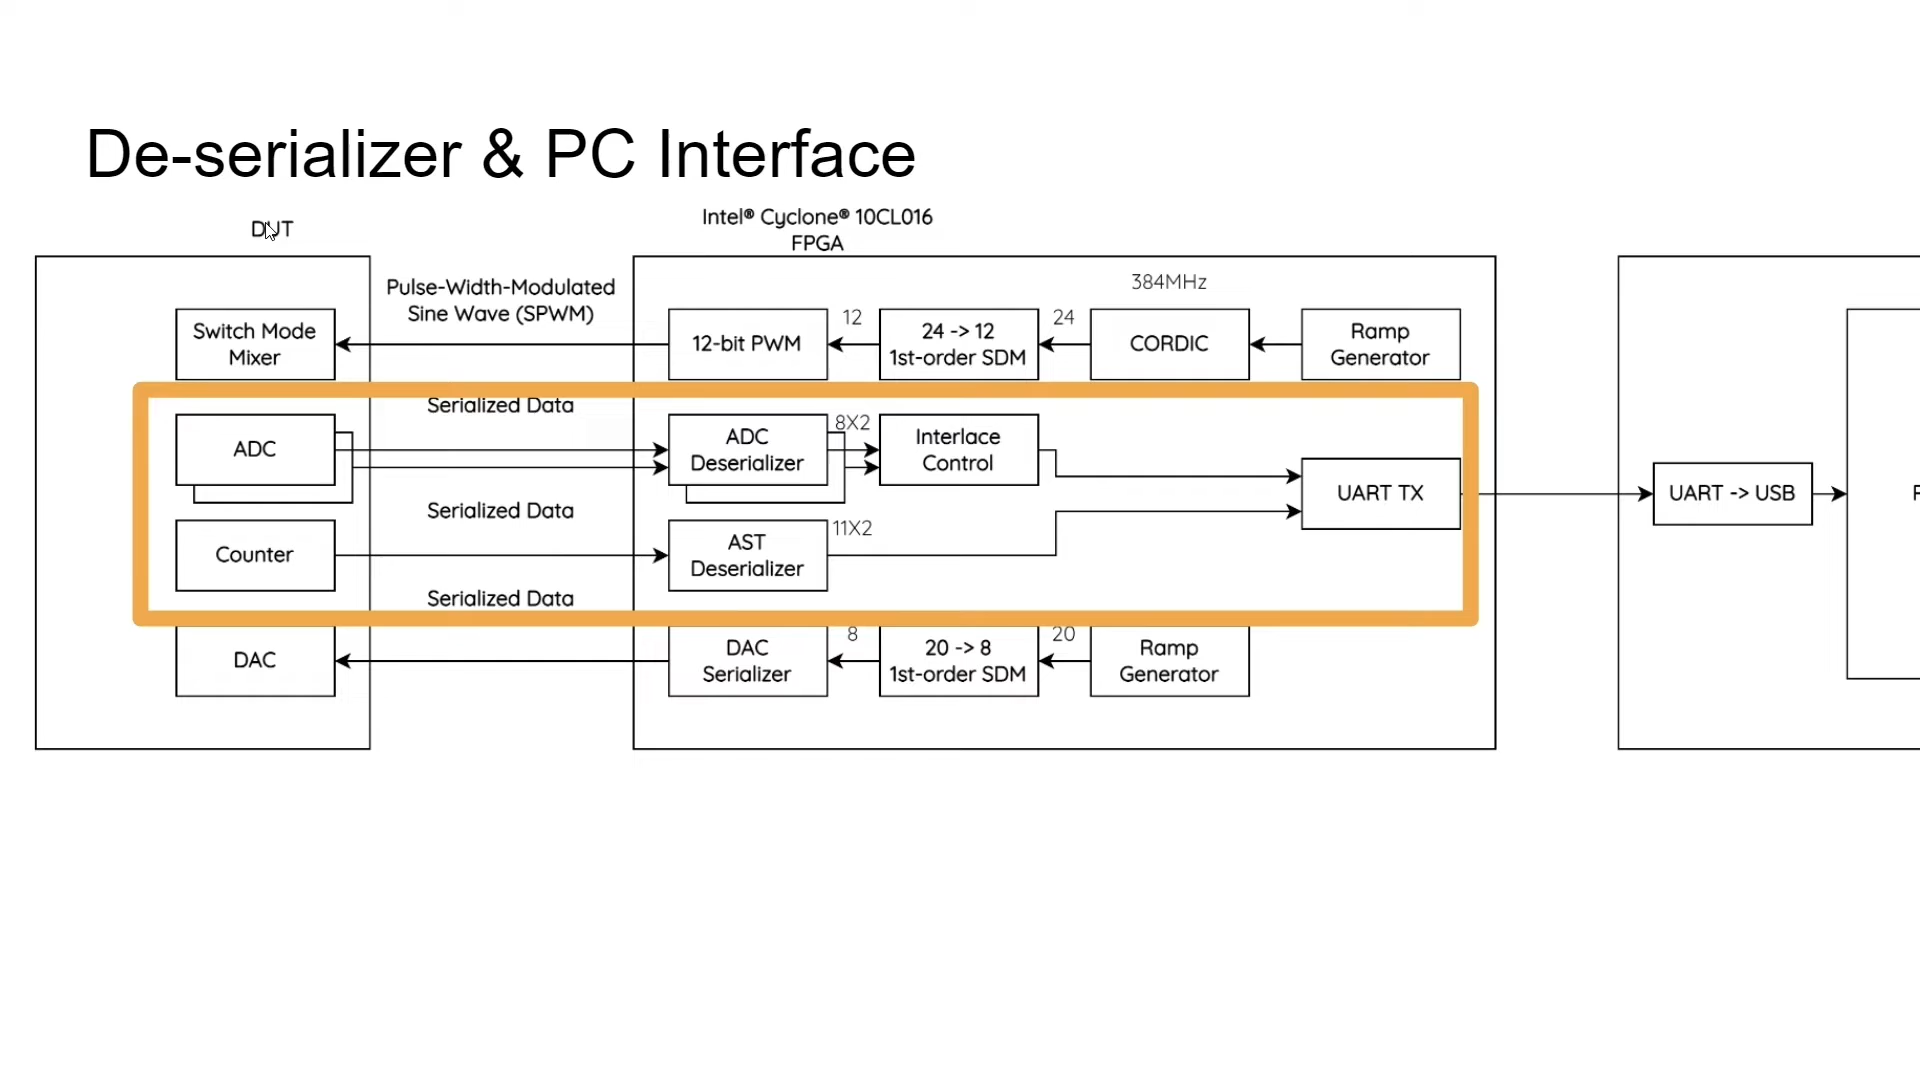 De-serializer & PC Interface
DUT
Intel® Cyclone® 10CL016
FPGA
Pulse-Width-Modulated
Sine Wave (SPWM)
384MHz
Switch Mode
Mixer
12-bit PWM
12
24 -> 12
1st-order SDM
24
CORDIC
Ramp
Generator
Serialized Data
ADC
ADC
Deserializer
8X2
Interlace
Control
UART TX
UART -> USB
Serialized Data
Counter
AST
Deserializer
11X2
Serialized Data
DAC
DAC
Serializer
8
20 -> 8
1st-order SDM
20
Ramp
Generator